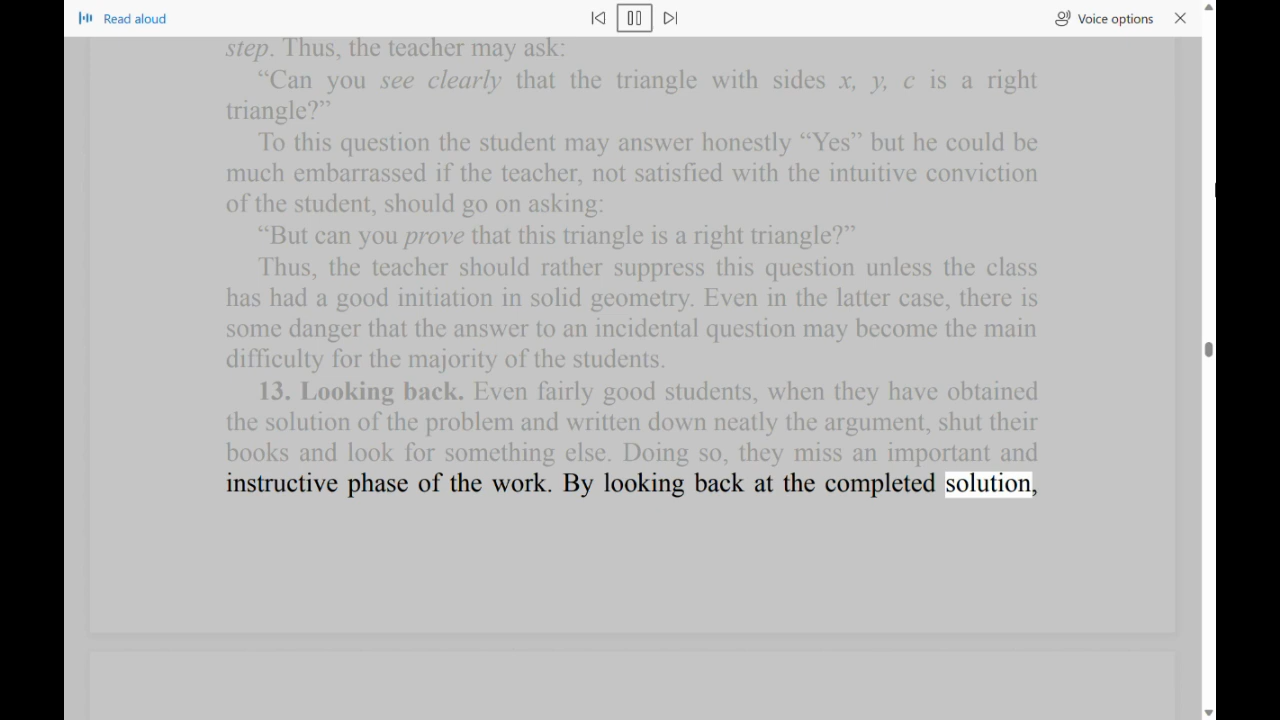 Read aloud
Voice options
step. Thus, the teacher may ask:
“Can you see clearly that the triangle with sides x, y, c is a right
triangle?”
To this question the student may answer honestly “Yes” but he could be
much embarrassed if the teacher, not satisfied with the intuitive conviction
of the student, should go on asking:
“But can you prove that this triangle is a right triangle?”
Thus, the teacher should rather suppress this question unless the class
has had a good initiation in solid geometry. Even in the latter case, there is
some danger that the answer to an incidental question may become the main
difficulty for the majority of the students.
13. Looking back. Even fairly good students, when they have obtained
the solution of the problem and written down neatly the argument, shut their
books and look for something else. Doing so, they miss an important and
instructive phase of the work. By looking back at the completed solution,